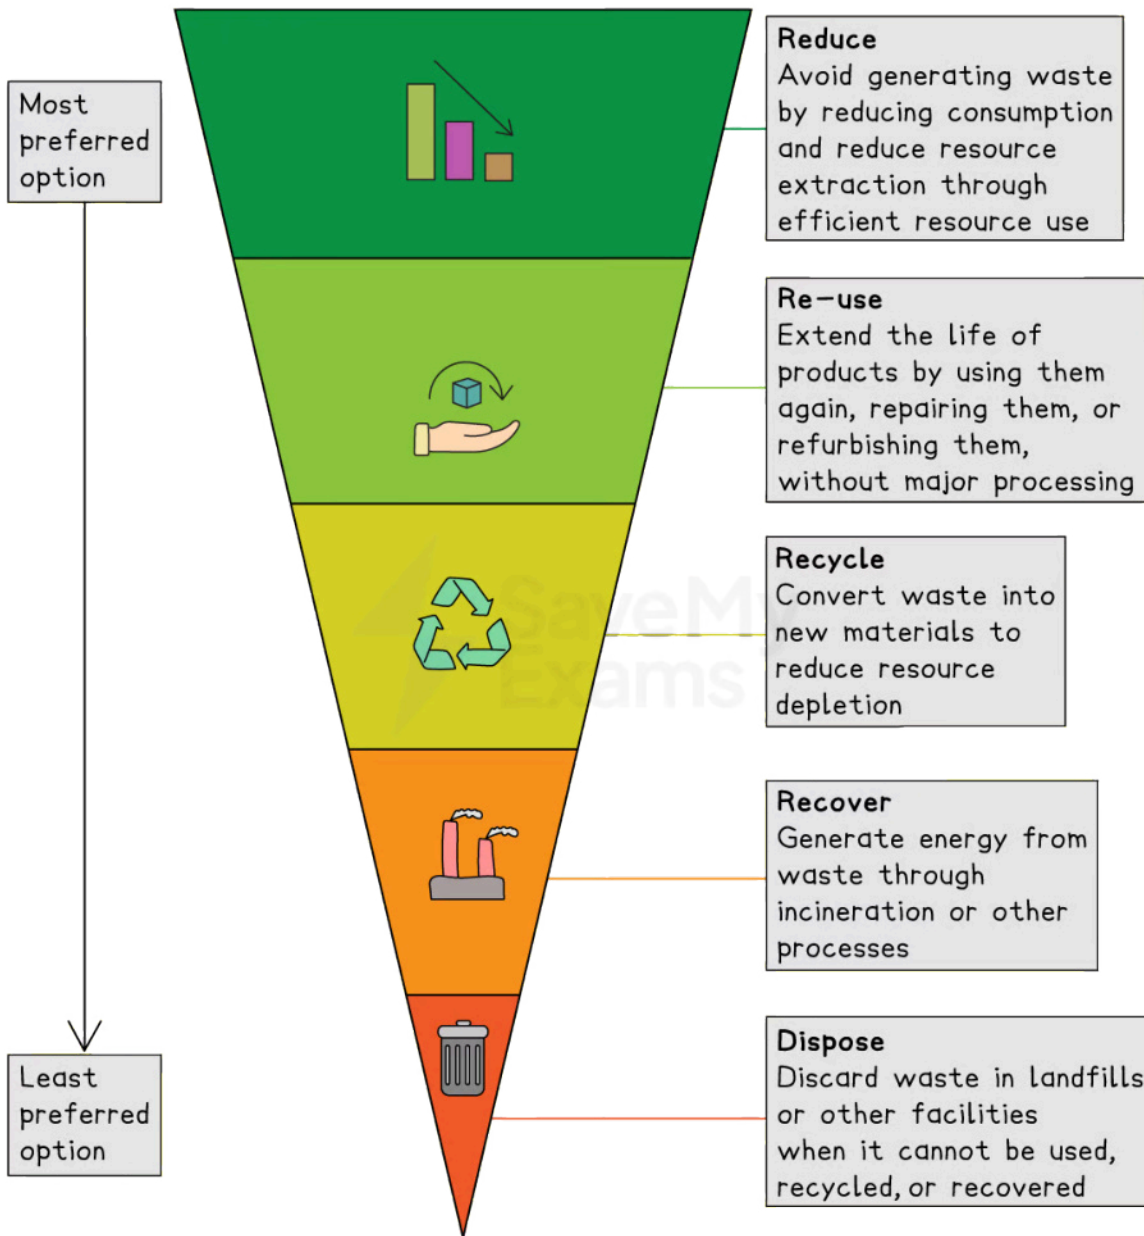 Most
preferred
option
Reduce
Avoid generating waste
by reducing consumption
and reduce resource
extraction through
efficient resource use
Re-use
Extend the life of
products by using them
again, repairing them, or
refurbishing them,
without major processing
SaveMy
Exams
Recycle
Convert waste into
new materials to
reduce resource
depletion
Recover
Generate energy from
waste through
incineration or other
processes
Least
preferred
option
Dispose
Discard waste in landfills
or other facilities
when it cannot be used,
recycled, or recovered